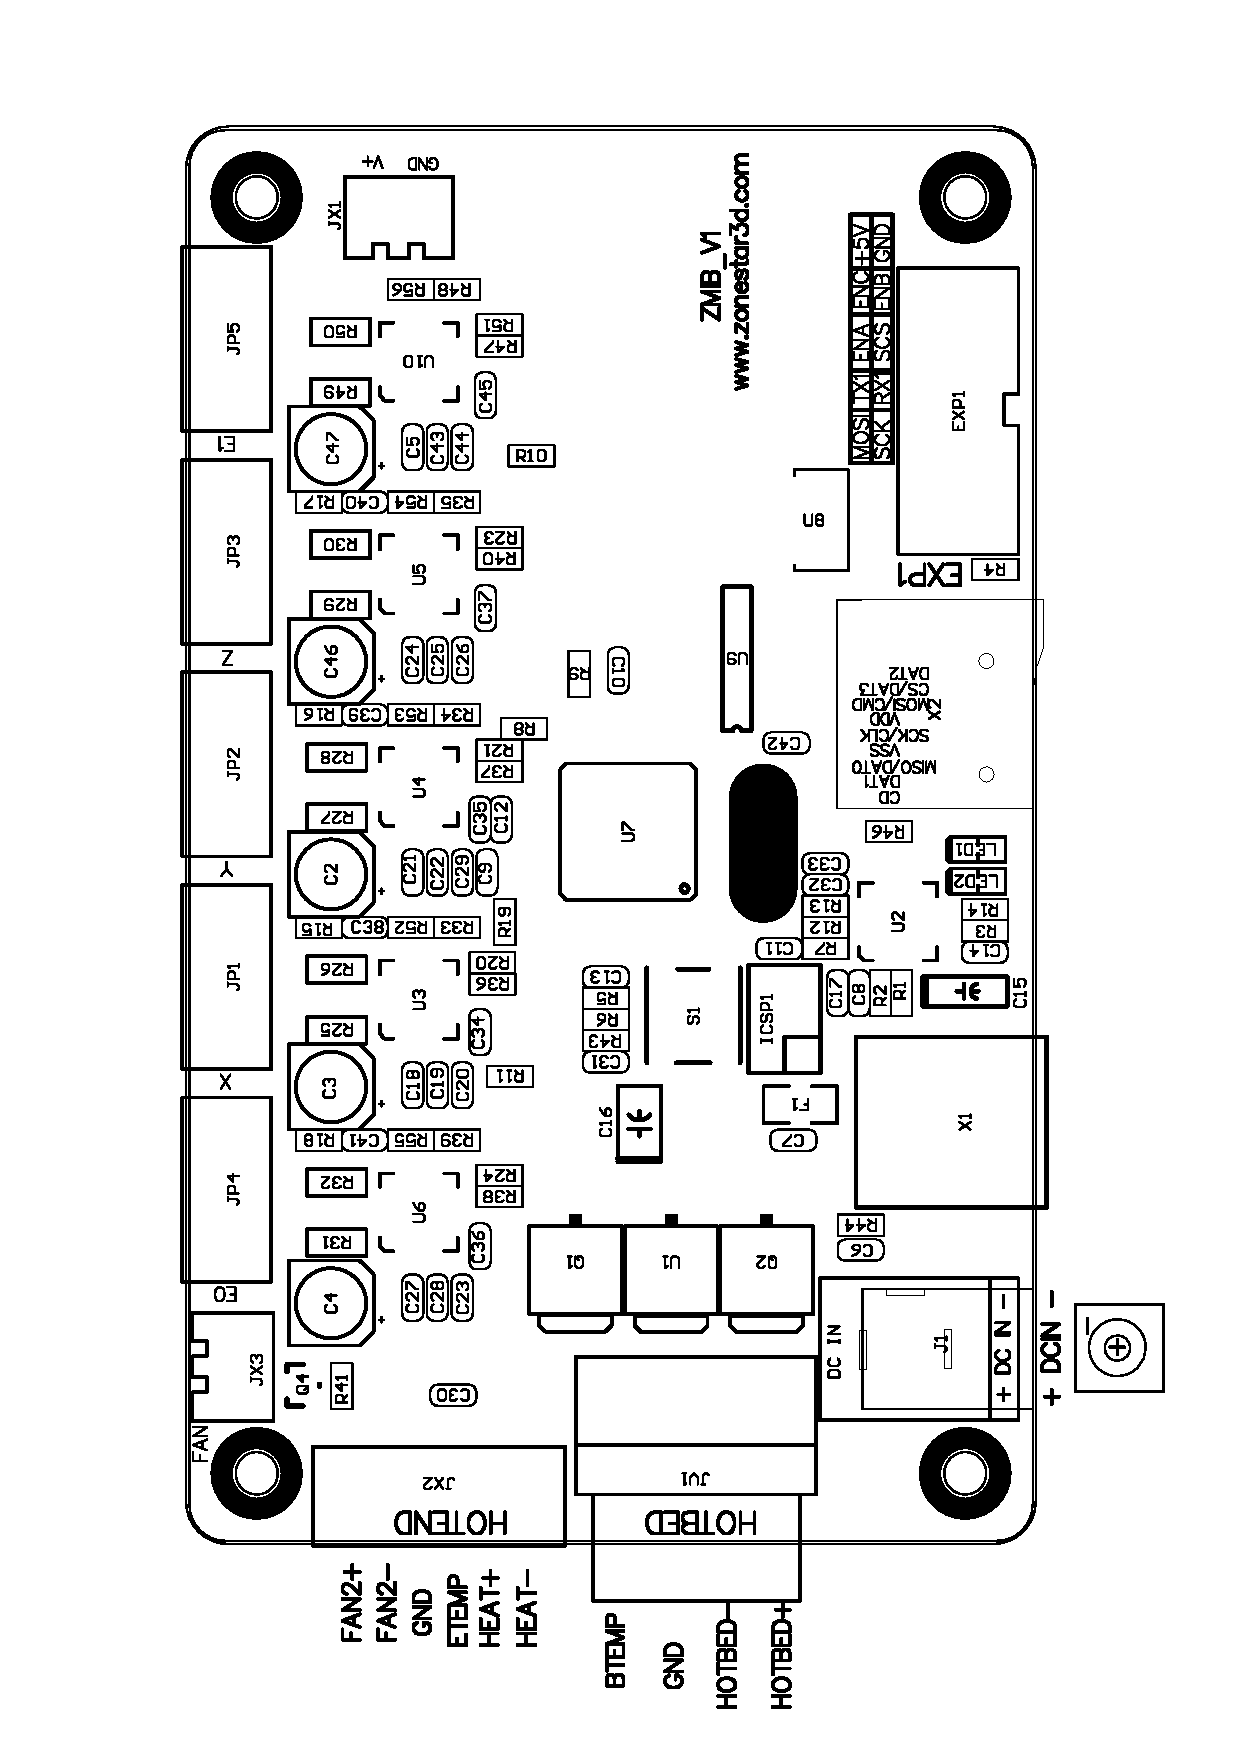 V+
GND
JX1
ZMB_V1
www.zonestar3d.com
MOSI TX1 ENA ENC +5V
SCK RX1 SCS ENB GND
R56
R48
JP5
R50
R51
R47
U10
R49
C45
E1
C47
C5
C43
C44
R10
EXP1
R17
C40
R54
R35
U8
JP3
R30
R23
R40
U5
EXP1
R4
R29
C37
Z
C46
C24
C25
C26
R9
C10
U9
DAT2
CS/DAT3
MOSI/CMD
VDD
SCK/CLK
VSS
MISO/DAT0
DAT1
CD
X2
R16
C39
R53
R34
R8
C42
JP2
R28
R21
R37
U4
R27
C35
C12
U7
R46
Y
C2
C21
C22
C29
C9
C33
C32
R13
R12
R7
LED1
LED2
U2
R14
R3
C14
R15
C38
R52
R33
R19
C11
JP1
R26
R20
R36
U3
R25
C34
C13
R5
R6
R43
C31
S1
ICSP1
C17
C8
R2
R1
C15
X
C3
C18
C19
C20
R11
C16
F1
C7
X1
R18
C41
R55
R39
JP4
R32
R24
R38
U6
R31
C36
R44
C6
E0
C4
C27
C28
C23
Q1
U1
Q2
JX3
Q4
R41
C30
DC IN
J1
+ DC IN -
+ DCIN -
FAN
JX2
HOTEND
JV1
HOTBED
FAN2+
FAN2-
GND
ETEMP
HEAT+
HEAT-
BTEMP
GND
HOTBED-
HOTBED+